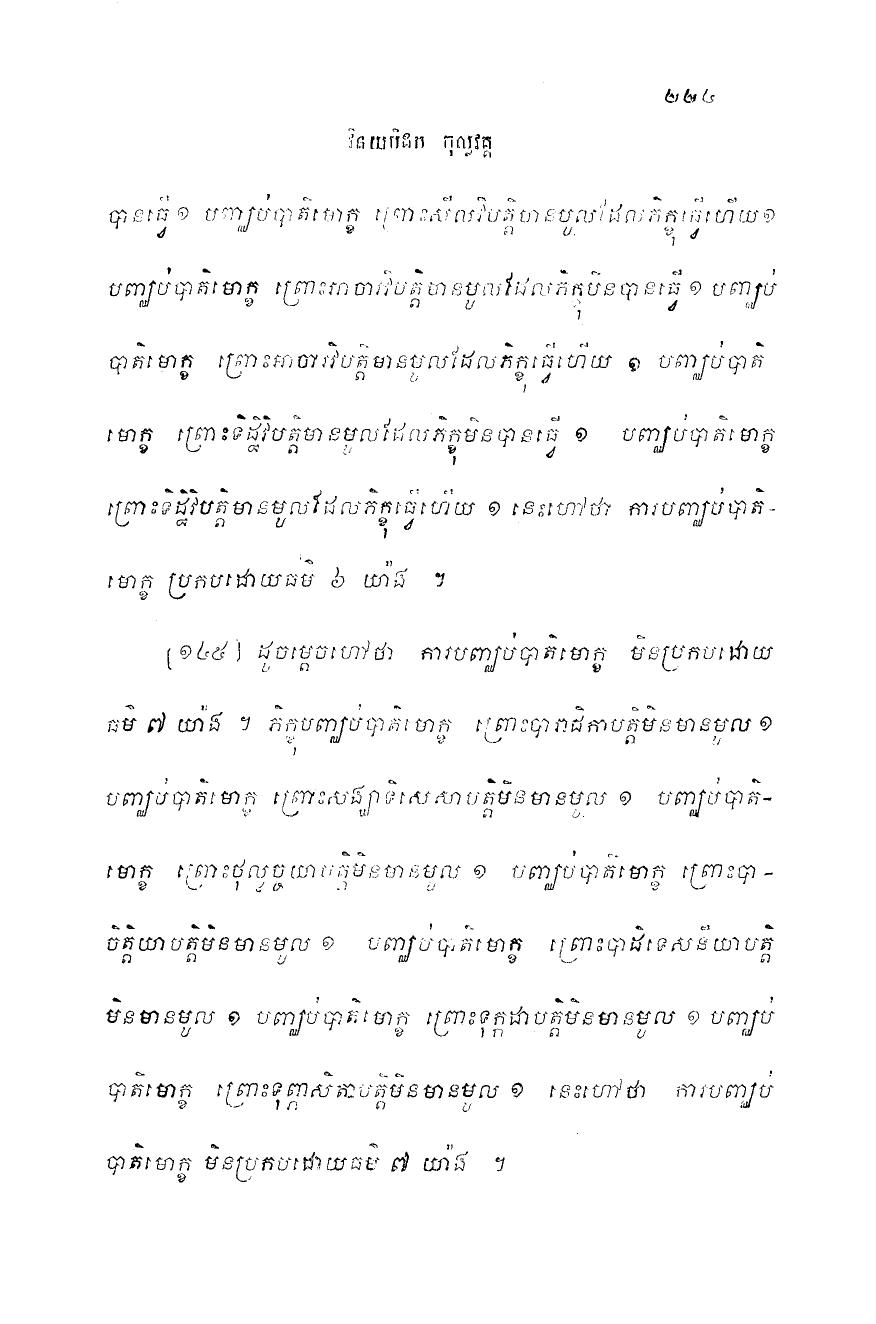 ២២៤
វិនយបិដក ចុល្លវគ្គ
បានធ្វើ ១ បញ្ឈប់បាតិមោក្ខ ព្រោះសីលវិបត្តិមានមូលដែលភិក្ខុធ្វើហើយ ១
បញ្ឈប់បាតិមោក្ខ ព្រោះអាចារវិបត្តិមានមូលដែលភិក្ខុមិនបានធ្វើ ១ បញ្ឈប់
បាតិមោក្ខ ព្រោះអាចារវិបត្តិមានមូលដែលភិក្ខុធ្វើហើយ ១ បញ្ឈប់បាតិ
មោក្ខ ព្រោះទិដ្ឋិវិបត្តិមានមូលដែលភិក្ខុមិនបានធ្វើ ១ បញ្ឈប់បាតិមោក្ខ
ព្រោះទិដ្ឋិវិបត្តិមានមូលដែលភិក្ខុធ្វើហើយ ១ នេះហៅថា ការបញ្ឈប់បាតិ-
មោក្ខ ប្រកបដោយធម៌ ៦ យ៉ាង ។
[១៤៥] ដូចម្តេចហៅថា ការបញ្ឈប់បាតិមោក្ខ មិនប្រកបដោយ
ធម៌ ៧ យ៉ាង ។ ភិក្ខុបញ្ឈប់បាតិមោក្ខ ព្រោះបារាជិកាបត្តិមិនមានមូល ១
បញ្ឈប់បាតិមោក្ខ ព្រោះសង្ឃាទិសេសាបត្តិមិនមានមូល ១ បញ្ឈប់បាតិ-
មោក្ខ ព្រោះថុល្លច្ចយាបត្តិមិនមានមូល ១ បញ្ឈប់បាតិមោក្ខ ព្រោះបា-
ចិត្តិយាបត្តិមិនមានមូល ១ បញ្ឈប់បាតិមោក្ខ ព្រោះបាដិទេសនីយាបត្តិ
មិនមានមូល ១ បញ្ឈប់បាតិមោក្ខ ព្រោះទុក្កដាបត្តិមិនមានមូល ១ បញ្ឈប់
បាតិមោក្ខ ព្រោះទុព្ភាសិតាបត្តិមិនមានមូល ១ នេះហៅថា ការបញ្ឈប់
បាតិមោក្ខ មិនប្រកបដោយធម៌ ៧ យ៉ាង ។